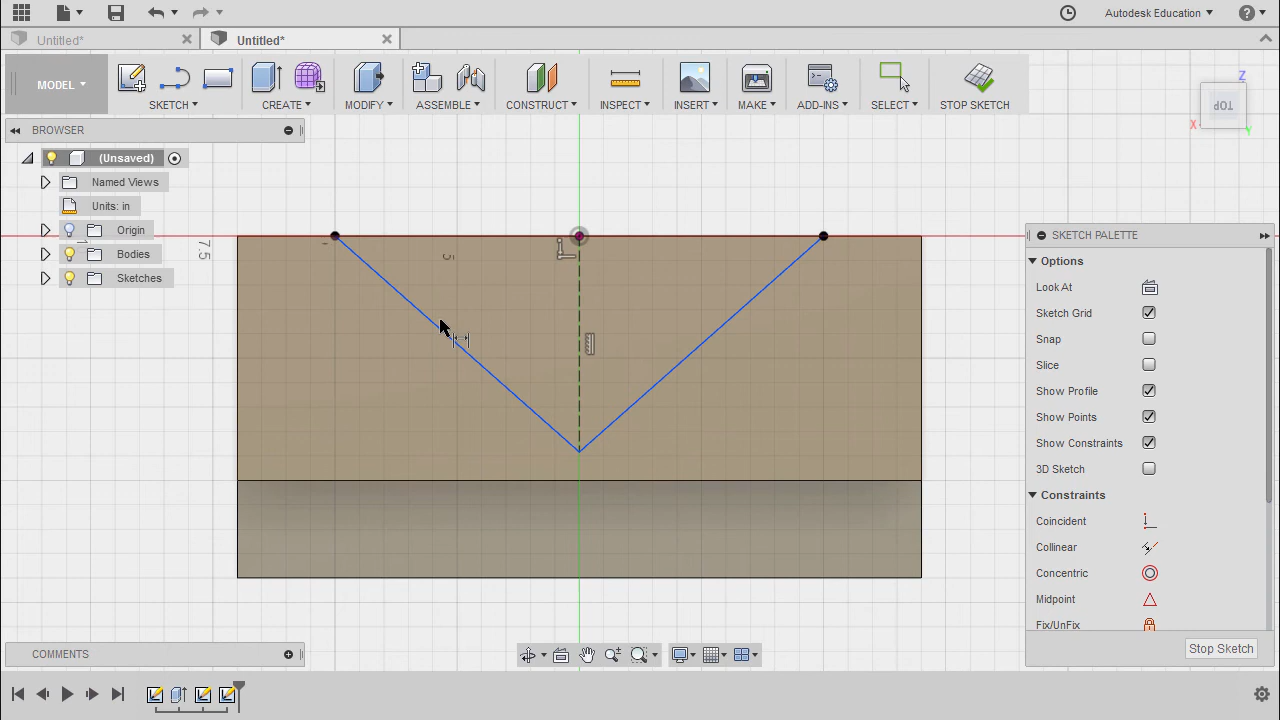 Autodesk Education
Untitled*
Untitled*
MODEL
SKETCH
CREATE
MODIFY
ASSEMBLE
CONSTRUCT
INSPECT
INSERT
MAKE
ADD-INS
SELECT
STOP SKETCH
Z
TOP
X
Y
BROWSER
(Unsaved)
Named Views
Units: in
Origin
Bodies
Sketches
7.5
5
SKETCH PALETTE
Options
Look At
Sketch Grid
Snap
Slice
Show Profile
Show Points
Show Constraints
3D Sketch
Constraints
Coincident
Collinear
Concentric
Midpoint
Fix/UnFix
Stop Sketch
COMMENTS